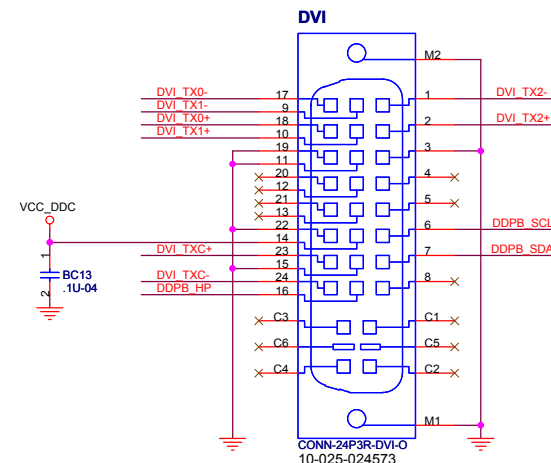 DVI
M2
DVI_TX0- 17 1 DVI_TX2-
DVI_TX1- 9
DVI_TX0+ 18 2 DVI_TX2+
DVI_TX1+ 10
19 3
11
20 4
12
21 5
13
VCC_DDC
22 6 DDPB_SCL
14
DVI_TXC+ 23 7 DDPB_SDA
1 15
BC13
DVI_TXC- 24 8
.1U-04
DDPB_HP 16
2
C3 C1
C6 C5
C4 C2
M1
CONN-24P3R-DVI-O
10-025-024573